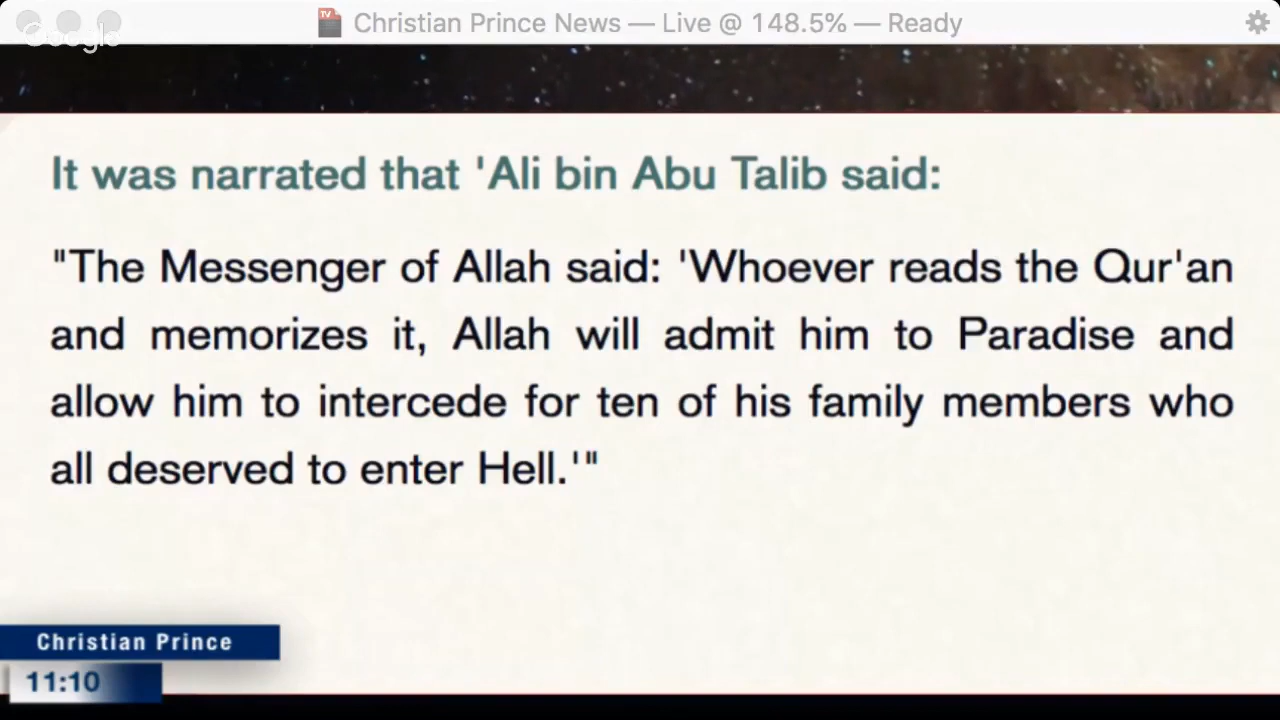 Christian Prince News — Live @ 148.5% — Ready
Google
It was narrated that 'Ali bin Abu Talib said:
"The Messenger of Allah said: 'Whoever reads the Qur'an
and memorizes it, Allah will admit him to Paradise and
allow him to intercede for ten of his family members who
all deserved to enter Hell.'"
Christian Prince
11:10